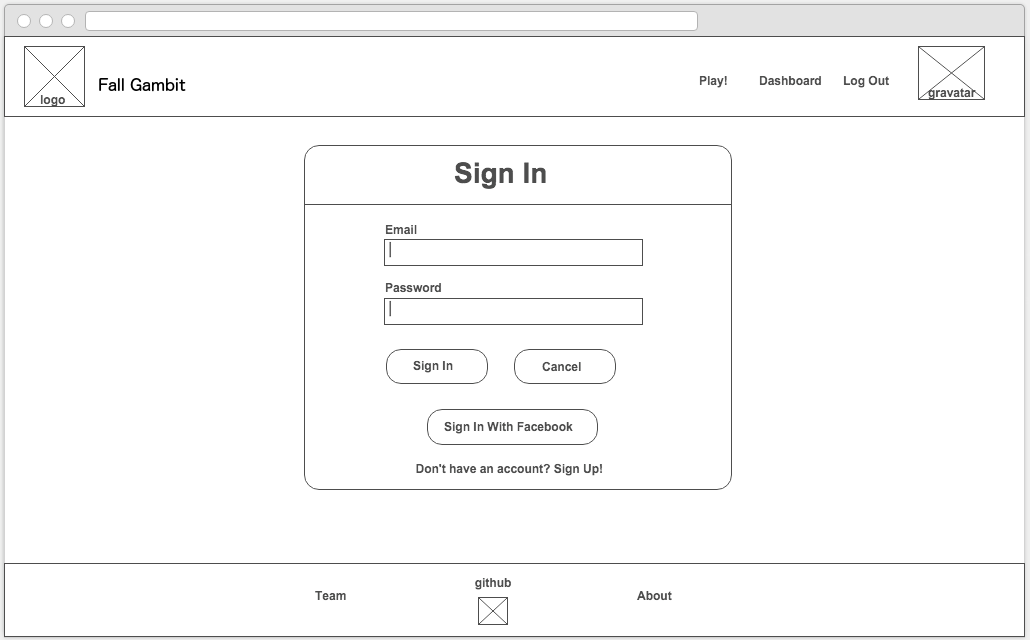 logo
Fall Gambit
Play!
Dashboard
Log Out
gravatar
Sign In
Email
Password
Sign In
Cancel
Sign In With Facebook
Don't have an account? Sign Up!
Team
github
About